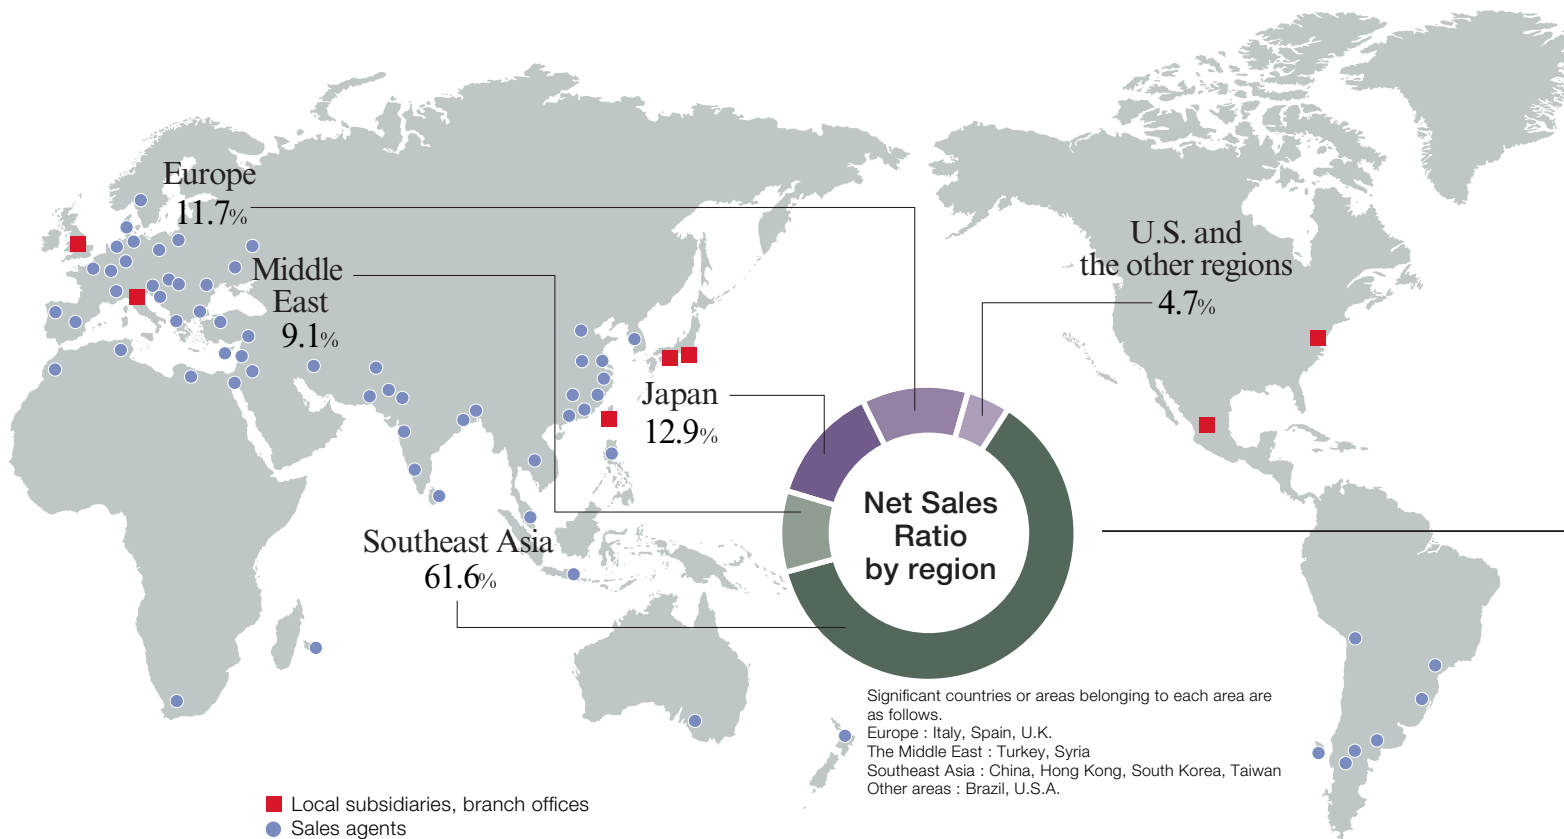 Europe
11.7%
Middle
East
9.1%
U.S. and
the other regions
4.7%
Japan
12.9%
Southeast Asia
61.6%
Net Sales
Ratio
by region
Significant countries or areas belonging to each area are
as follows.
Europe : Italy, Spain, U.K.
The Middle East : Turkey, Syria
Southeast Asia : China, Hong Kong, South Korea, Taiwan
Other areas : Brazil, U.S.A.
Local subsidiaries, branch offices
Sales agents